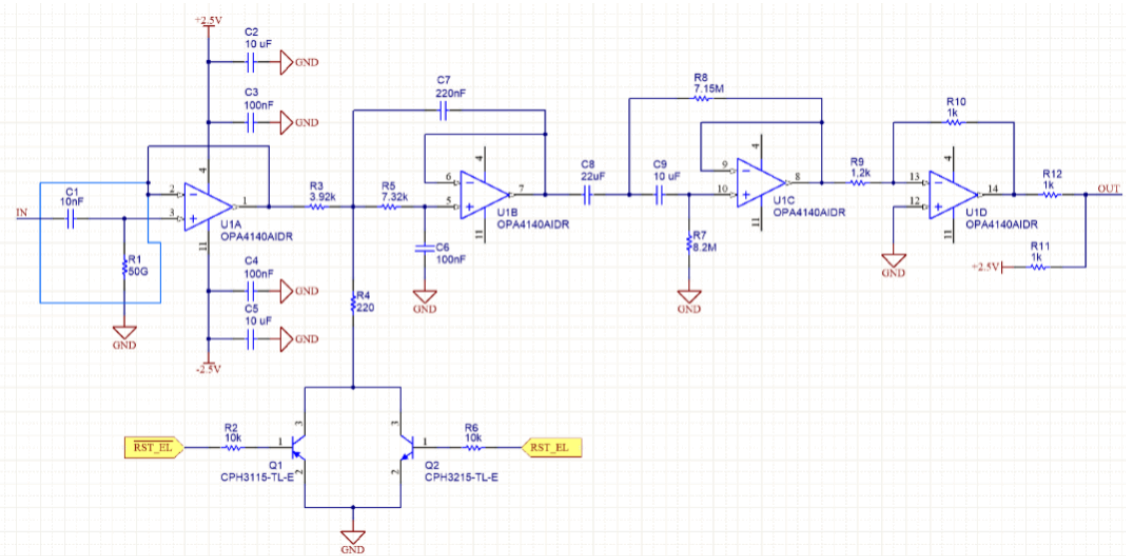 +2.5V
C2
10 uF
GND
C3
100nF
GND
4
2
3
1
U1A
OPA4140AIDR
11
IN
C1
10nF
R1
50G
GND
C4
100nF
GND
C5
10 uF
GND
-2.5V
R3
3.92k
R5
7.32k
C7
220nF
4
6
5
7
U1B
OPA4140AIDR
11
C6
100nF
GND
R4
220
C8
22uF
C9
10 uF
R8
7.15M
4
9
10
8
U1C
OPA4140AIDR
11
R7
8.2M
GND
R9
1.2k
R10
1k
4
13
12
14
U1D
OPA4140AIDR
11
GND
R12
1k
OUT
R11
1k
+2.5V
RST_EL
R2
10k
1
3
2
Q1
CPH3115-TL-E
3
1
2
Q2
CPH3215-TL-E
R6
10k
RST_EL
GND